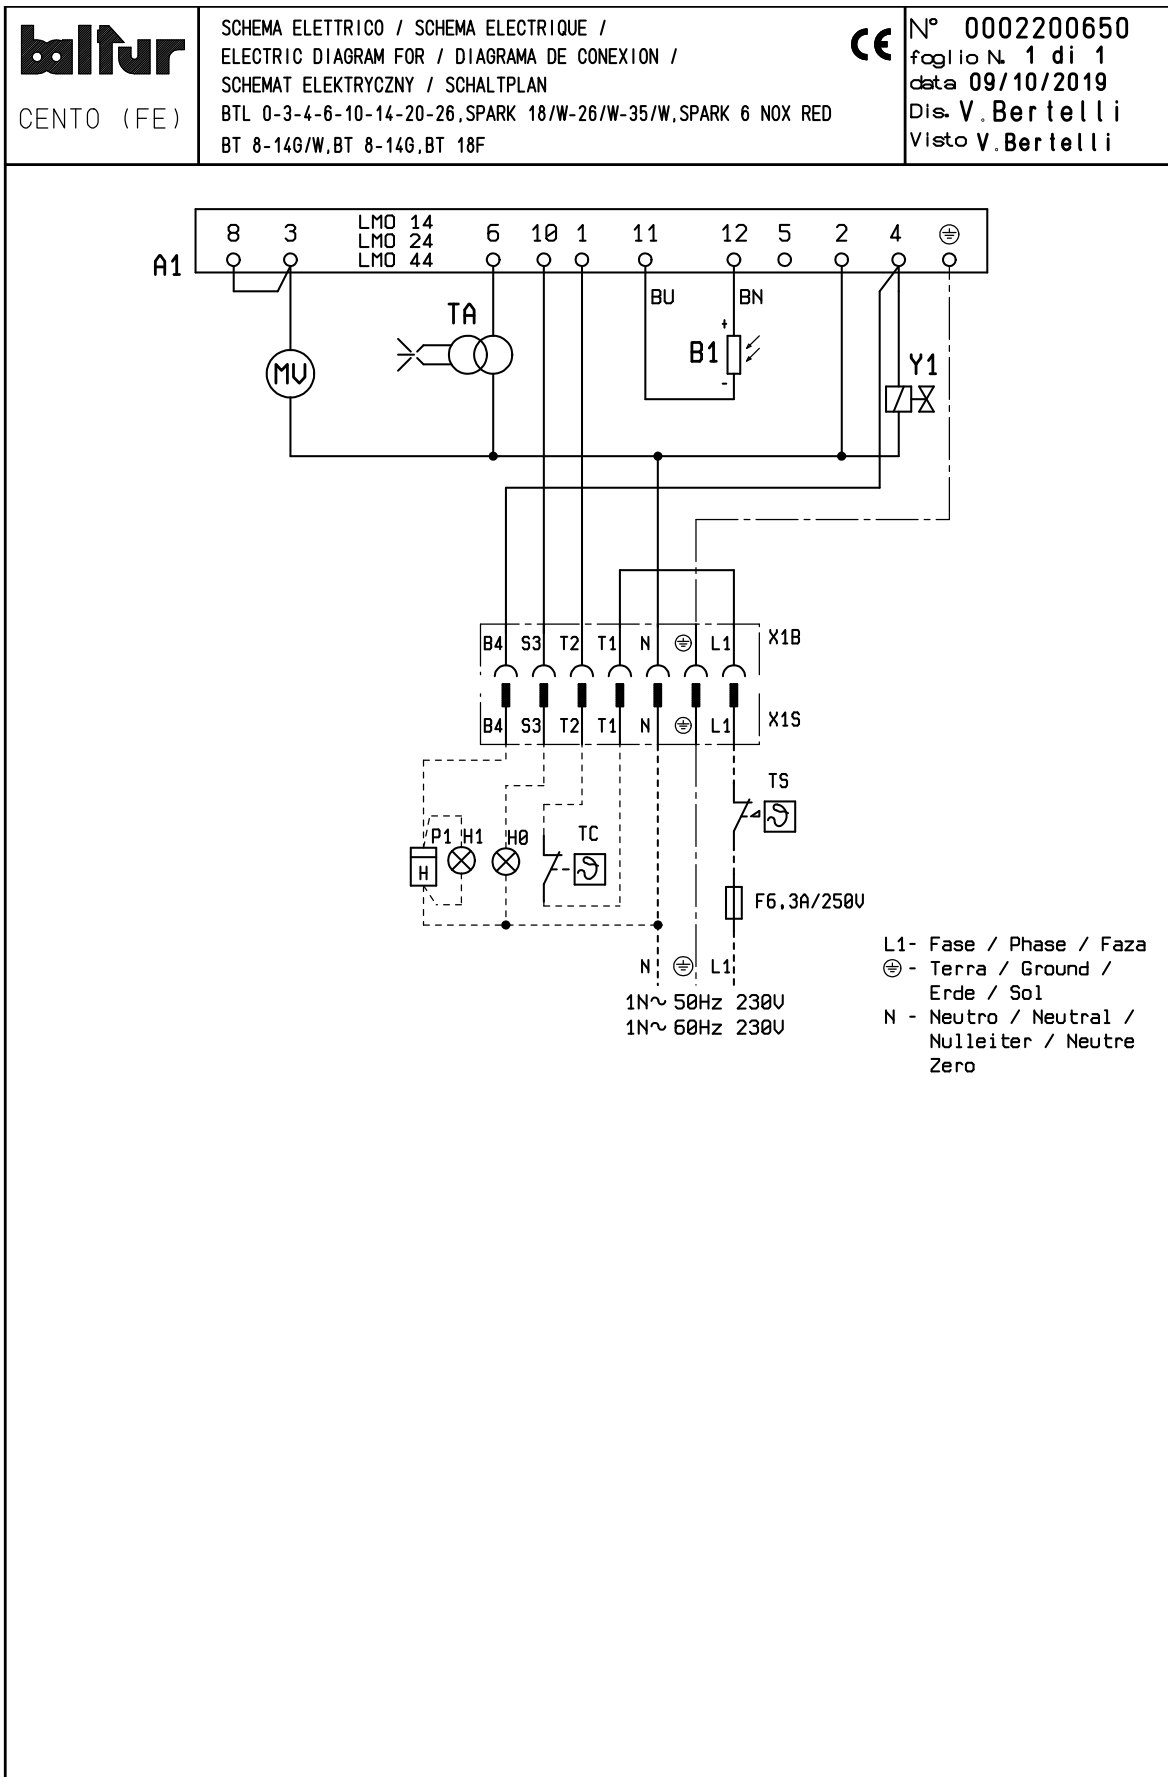 baltur
CENTO (FE)
SCHEMA ELETTRICO / SCHEMA ELECTRIQUE /
ELECTRIC DIAGRAM FOR / DIAGRAMA DE CONEXION /
SCHEMAT ELEKTRYCZNY / SCHALTPLAN
BTL 0-3-4-6-10-14-20-26,SPARK 18/W-26/W-35/W,SPARK 6 NOX RED
BT 8-14G/W,BT 8-14G,BT 18F
CE
N° 0002200650
foglio N. 1 di 1
data 09/10/2019
Dis. V.Bertelli
Visto V.Bertelli
8 3 LMO 14 6 10 1 11 12 5 2 4
LMO 24
LMO 44
A1
BU BN
TA
+
B1
-
MV
Y1
B4 S3 T2 T1 N L1 X1B
B4 S3 T2 T1 N L1 X1S
TS
P1 H1 H0 TC
H
F6,3A/250V
N L1
1N~ 50Hz 230V
1N~ 60Hz 230V
L1- Fase / Phase / Faza
⏚ - Terra / Ground /
Erde / Sol
N - Neutro / Neutral /
Nulleiter / Neutre
Zero